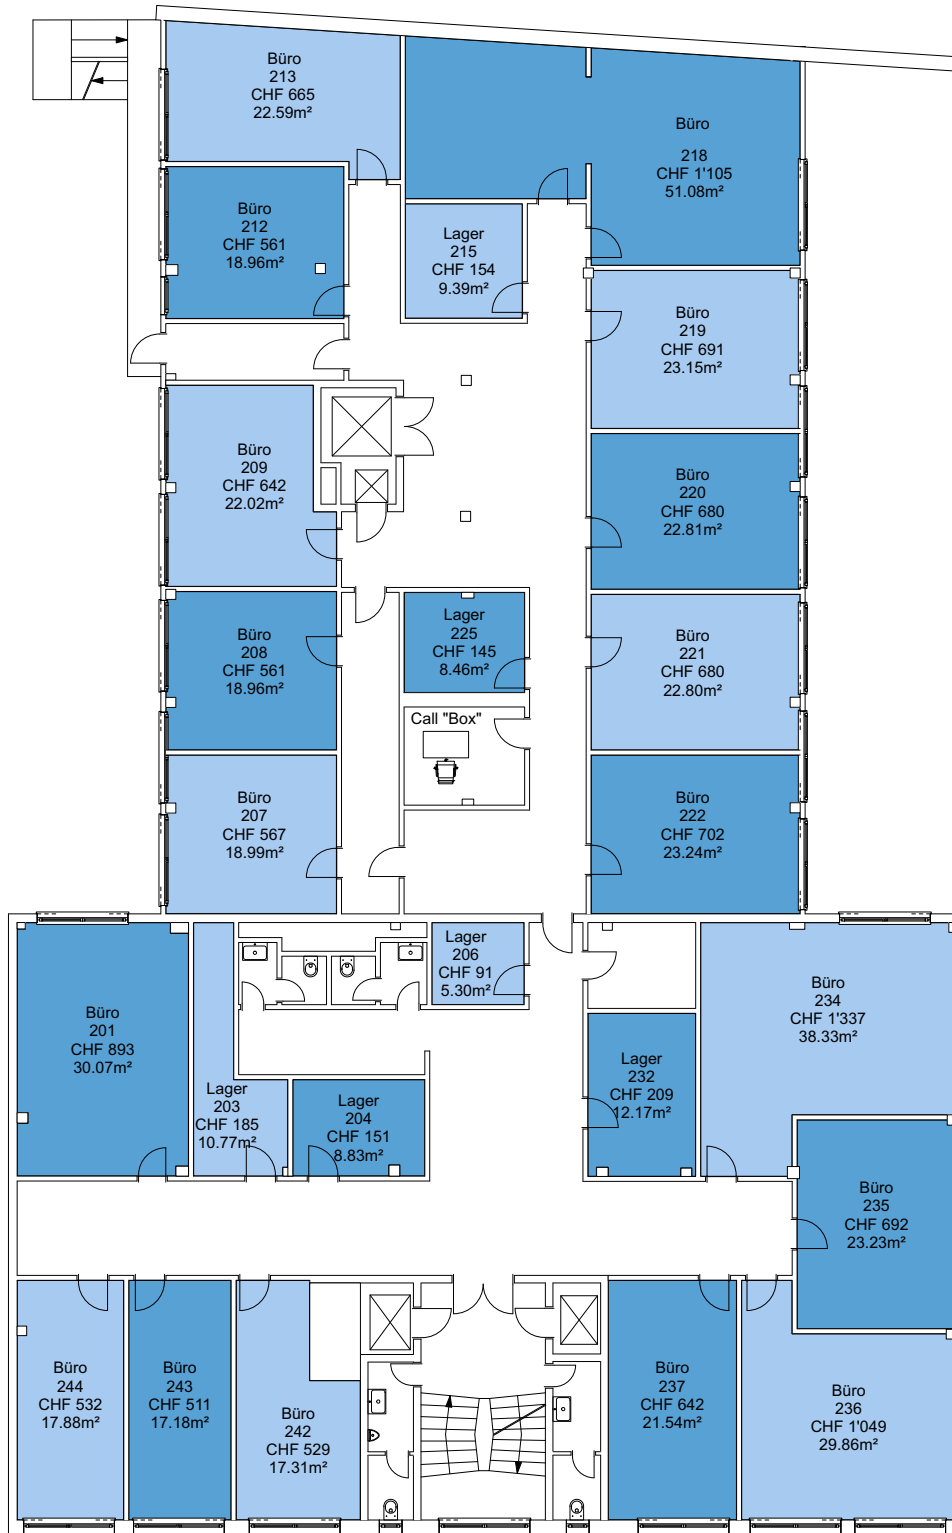 Büro
213
CHF 665
22.59m²
Büro
218
CHF 1'105
51.08m²
Büro
212
CHF 561
18.96m²
Lager
215
CHF 154
9.39m²
Büro
219
CHF 691
23.15m²
Büro
209
CHF 642
22.02m²
Büro
220
CHF 680
22.81m²
Büro
208
CHF 561
18.96m²
Lager
225
CHF 145
8.46m²
Büro
221
CHF 680
22.80m²
Call "Box"
Büro
207
CHF 567
18.99m²
Büro
222
CHF 702
23.24m²
Lager
206
CHF 91
5.30m²
Büro
201
CHF 893
30.07m²
Büro
234
CHF 1'337
38.33m²
Lager
203
CHF 185
10.77m²
Lager
204
CHF 151
8.83m²
Lager
232
CHF 209
12.17m²
Büro
235
CHF 692
23.23m²
Büro
244
CHF 532
17.88m²
Büro
243
CHF 511
17.18m²
Büro
242
CHF 529
17.31m²
Büro
237
CHF 642
21.54m²
Büro
236
CHF 1'049
29.86m²